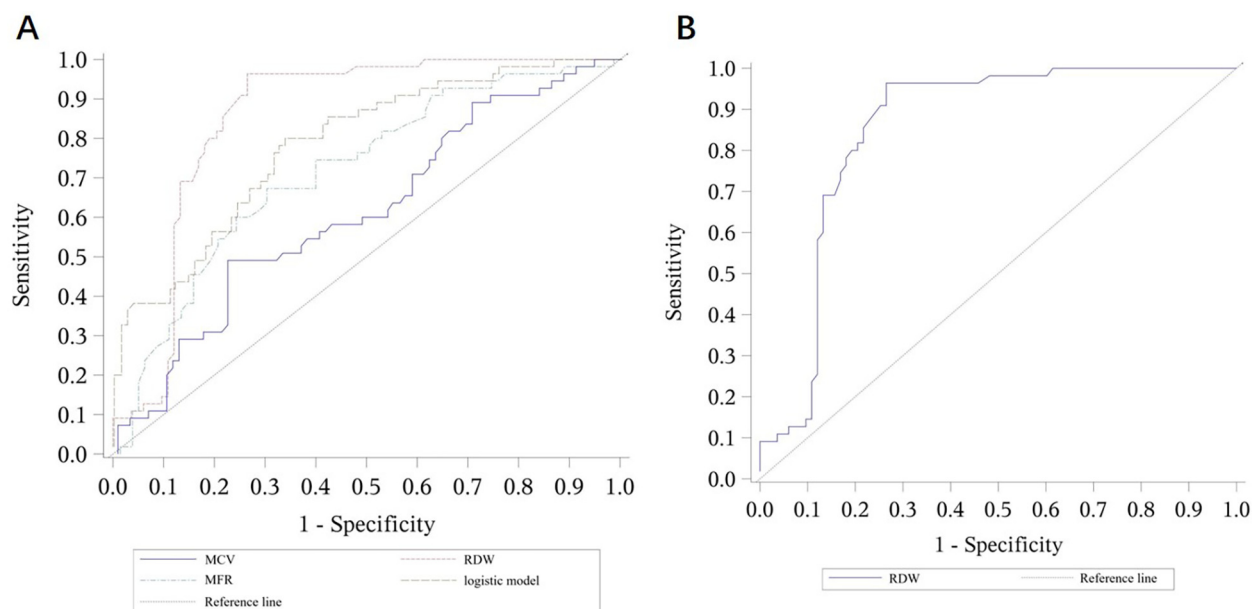 A
1.0
0.9
0.8
0.7
0.6
0.5
0.4
0.3
0.2
0.1
0.0
Sensitivity
0.0 0.1 0.2 0.3 0.4 0.5 0.6 0.7 0.8 0.9 1.0
1 - Specificity
MCV RDW
MFR logistic model
Reference line
B
1.0
0.9
0.8
0.7
0.6
0.5
0.4
0.3
0.2
0.1
0.0
Sensitivity
0.0 0.1 0.2 0.3 0.4 0.5 0.6 0.7 0.8 0.9 1.0
1 - Specificity
RDW Reference line